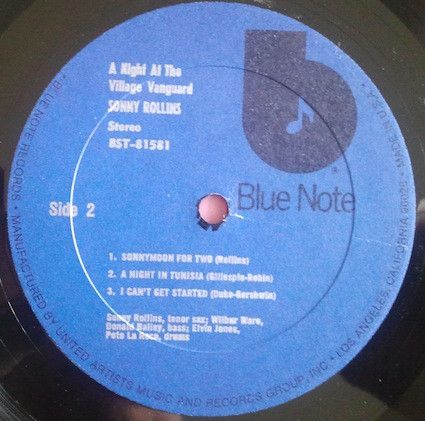 A Night At The
Village Vanguard
SONNY ROLLINS
Stereo
BST-81581
Blue Note
Side 2
1. SONNYMOON FOR TWO (Rollins)
2. A NIGHT IN TUNISIA (Gillespie-Robin)
3. I CAN'T GET STARTED (Duke-Gershwin)
Sonny Rollins, tenor sax; Wilbur Ware,
Donald Bailey, bass; Elvin Jones,
Pete La Roca, drums
• BLUE NOTE RECORDS • MANUFACTURED BY UNITED ARTISTS MUSIC AND RECORDS GROUP, INC • LOS ANGELES, CALIFORNIA 90028 • MADE IN U.S.A. •